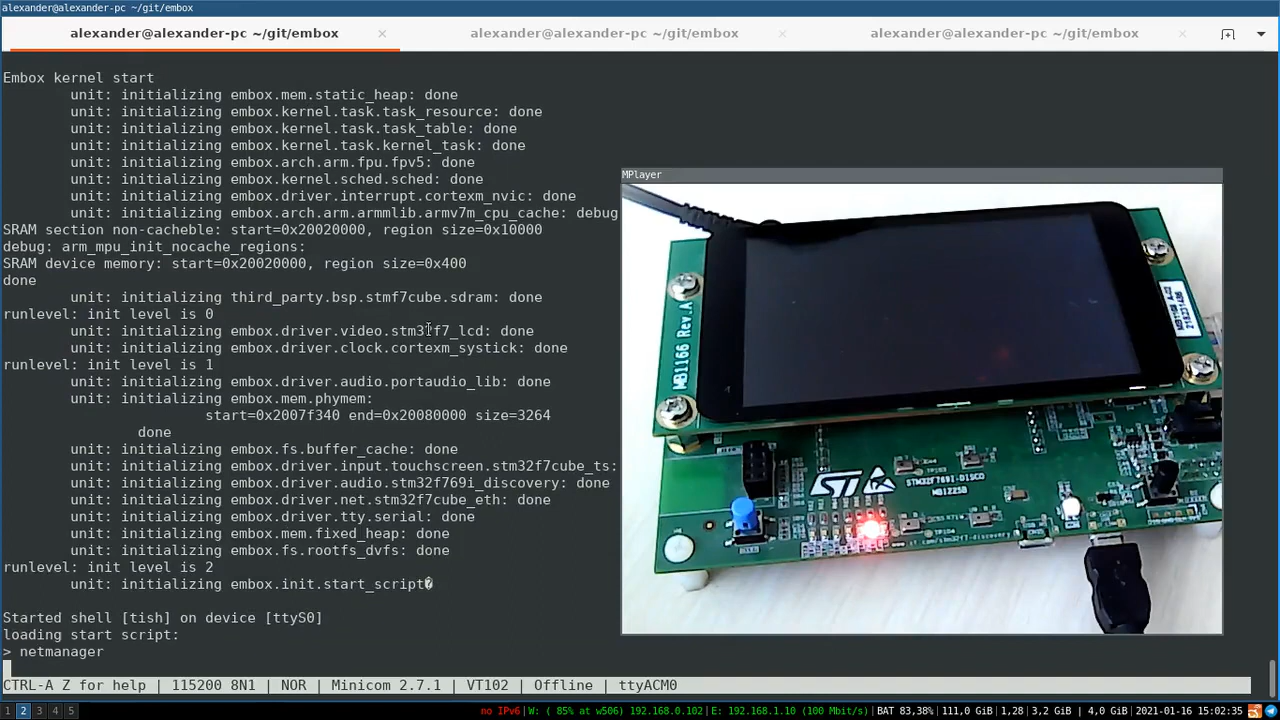 alexander@alexander-pc ~/git/embox
alexander@alexander-pc ~/git/embox × alexander@alexander-pc ~/git/embox × alexander@alexander-pc ~/git/embox ×
Embox kernel start
unit: initializing embox.mem.static_heap: done
unit: initializing embox.kernel.task.task_resource: done
unit: initializing embox.kernel.task.task_table: done
unit: initializing embox.kernel.task.kernel_task: done
unit: initializing embox.arch.arm.fpu.fpv5: done
unit: initializing embox.kernel.sched.sched: done
unit: initializing embox.driver.interrupt.cortexm_nvic: done
unit: initializing embox.arch.arm.armmlib.armv7m_cpu_cache: debug
SRAM section non-cacheble: start=0x20020000, region size=0x10000
debug: arm_mpu_init_nocache_regions:
SRAM device memory: start=0x20020000, region size=0x400
done
unit: initializing third_party.bsp.stmf7cube.sdram: done
runlevel: init level is 0
unit: initializing embox.driver.video.stm32f7_lcd: done
unit: initializing embox.driver.clock.cortexm_systick: done
runlevel: init level is 1
unit: initializing embox.driver.audio.portaudio_lib: done
unit: initializing embox.mem.phymem:
start=0x2007f340 end=0x20080000 size=3264
done
unit: initializing embox.fs.buffer_cache: done
unit: initializing embox.driver.input.touchscreen.stm32f7cube_ts:
unit: initializing embox.driver.audio.stm32f769i_discovery: done
unit: initializing embox.driver.net.stm32f7cube_eth: done
unit: initializing embox.driver.tty.serial: done
unit: initializing embox.mem.fixed_heap: done
unit: initializing embox.fs.rootfs_dvfs: done
runlevel: init level is 2
unit: initializing embox.init.start_script�
Started shell [tish] on device [ttyS0]
loading start script:
> netmanager
CTRL-A Z for help | 115200 8N1 | NOR | Minicom 2.7.1 | VT102 | Offline | ttyACM0
MPlayer
MB1166 Rev.A
ST
STM32F769I-DISCO
MB1225B
1 2 3 4 5 no IPv6|W: ( 85% at w506) 192.168.0.102|E: 192.168.1.10 (100 Mbit/s)|BAT 83,38%|111,0 GiB|1,28|3,2 GiB | 4,0 GiB|2021-01-16 15:02:35